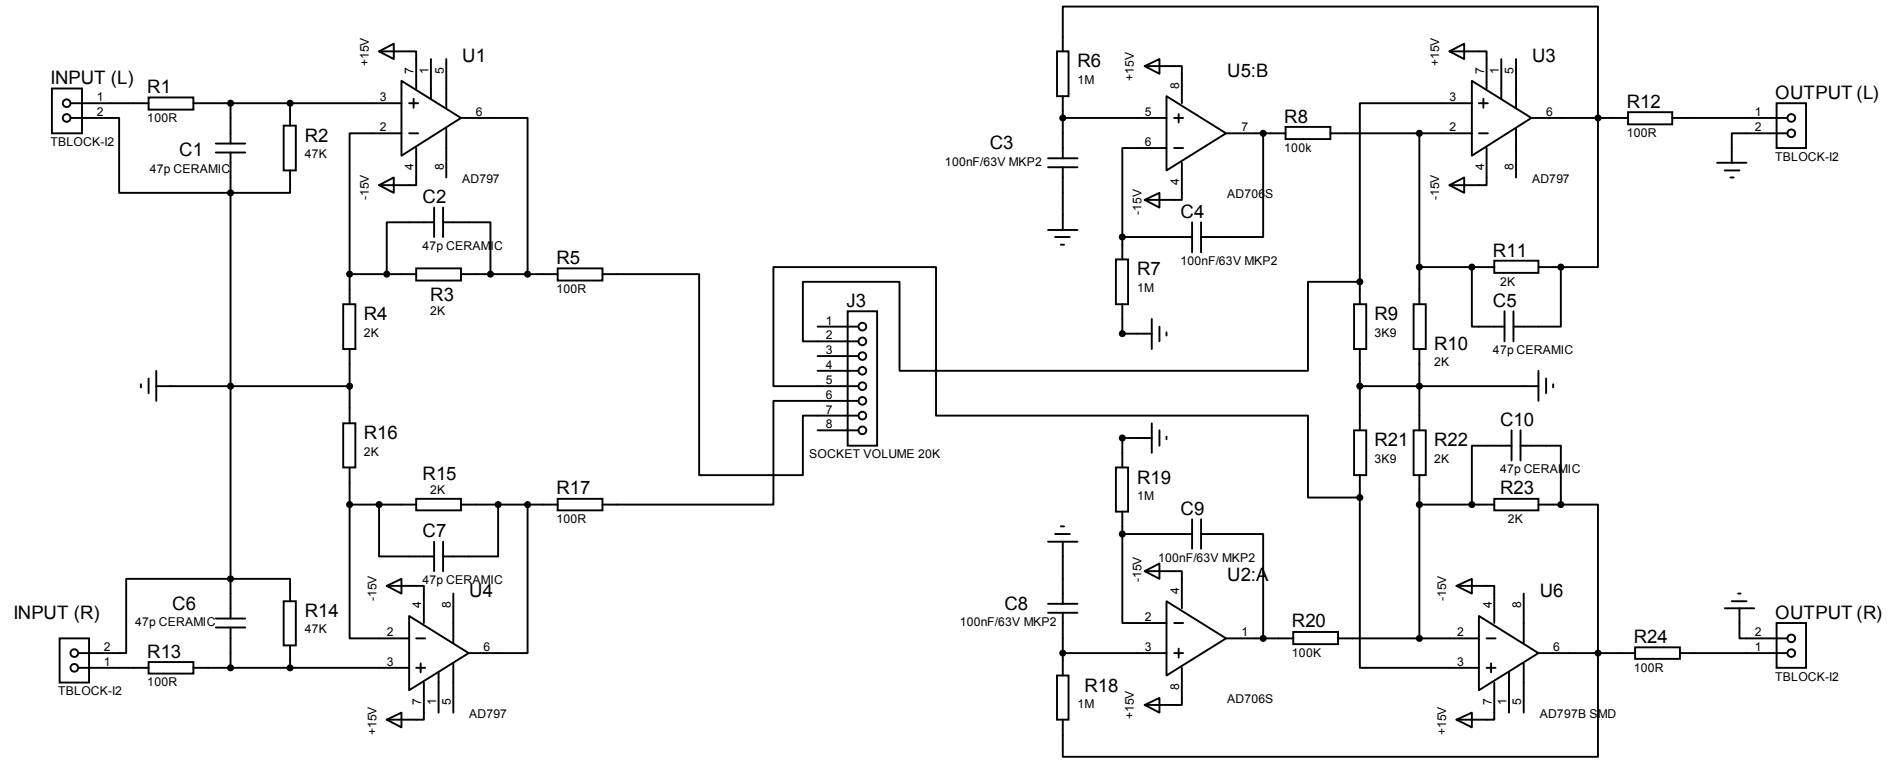 INPUT (L)
1
2
TBLOCK-I2
R1
100R
C1
47p CERAMIC
R2
47K
+15V
7
1
5
U1
3
2
6
4
8
-15V
AD797
C2
47p CERAMIC
R3
2K
R4
2K
R5
100R
R16
2K
R15
2K
C7
47p CERAMIC
R17
100R
INPUT (R)
2
1
TBLOCK-I2
R13
100R
C6
47p CERAMIC
R14
47K
-15V
4
8
U4
2
3
6
7
1
5
+15V
AD797
J3
1
2
3
4
5
6
7
8
SOCKET VOLUME 20K
R6
1M
C3
100nF/63V MKP2
+15V
8
U5:B
5
6
7
4
-15V
AD706S
C4
100nF/63V MKP2
R7
1M
R8
100k
+15V
7
1
5
U3
3
2
6
4
8
-15V
AD797
R12
100R
OUTPUT (L)
1
2
TBLOCK-I2
R11
2K
C5
47p CERAMIC
R9
3K9
R10
2K
R21
3K9
R22
2K
C10
47p CERAMIC
R23
2K
R19
1M
C9
100nF/63V MKP2
C8
100nF/63V MKP2
-15V
4
U2:A
2
3
1
8
+15V
AD706S
R18
1M
R20
100K
-15V
4
8
U6
2
3
6
7
1
5
+15V
AD797B SMD
R24
100R
OUTPUT (R)
2
1
TBLOCK-I2